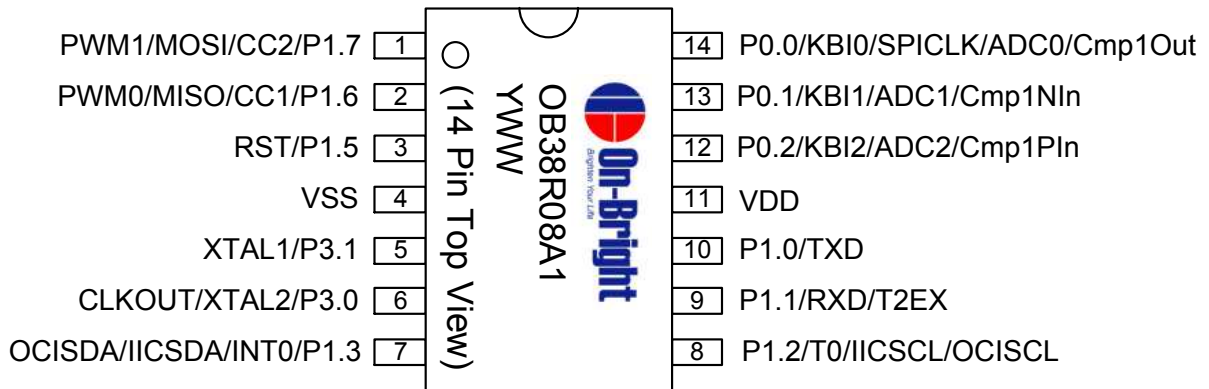 PWM1/MOSI/CC2/P1.7 1
PWM0/MISO/CC1/P1.6 2
RST/P1.5 3
VSS 4
XTAL1/P3.1 5
CLKOUT/XTAL2/P3.0 6
OCISDA/IICSDA/INT0/P1.3 7
(14 Pin Top View)
YWW
OB38R08A1
On-Bright
Brighten Your Life
14 P0.0/KBI0/SPICLK/ADC0/Cmp1Out
13 P0.1/KBI1/ADC1/Cmp1NIn
12 P0.2/KBI2/ADC2/Cmp1PIn
11 VDD
10 P1.0/TXD
9 P1.1/RXD/T2EX
8 P1.2/T0/IICSCL/OCISCL